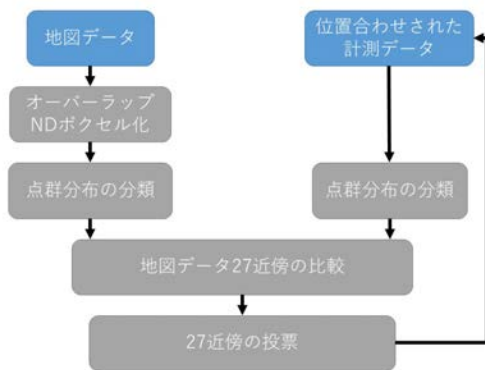 地図データ
位置合わせされた
計測データ
オーバーラップ
NDボクセル化
点群分布の分類
点群分布の分類
地図データ27近傍の比較
27近傍の投票